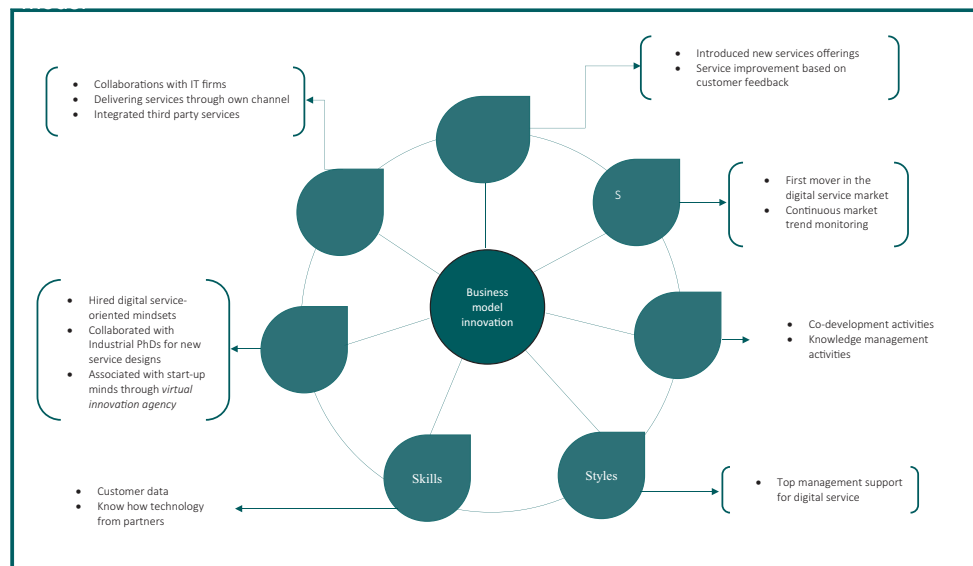 Introduced new services offerings
Service improvement based on
customer feedback
Collaborations with IT firms
Delivering services through own channel
Integrated third party services
S
First mover in the
digital service market
Continuous market
trend monitoring
Business
model
innovation
Hired digital service-
oriented mindsets
Collaborated with
Industrial PhDs for new
service designs
Associated with start-up
minds through virtual
innovation agency
Co-development activities
Knowledge management
activities
Skills
Styles
Customer data
Know how technology
from partners
Top management support
for digital service